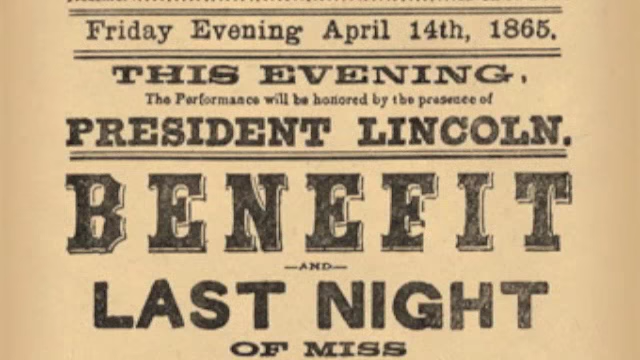 Friday Evening April 14th, 1865.
THIS EVENING,
The Performance will be honored by the presence of
PRESIDENT LINCOLN.
BENEFIT
—AND—
LAST NIGHT
OF MISS